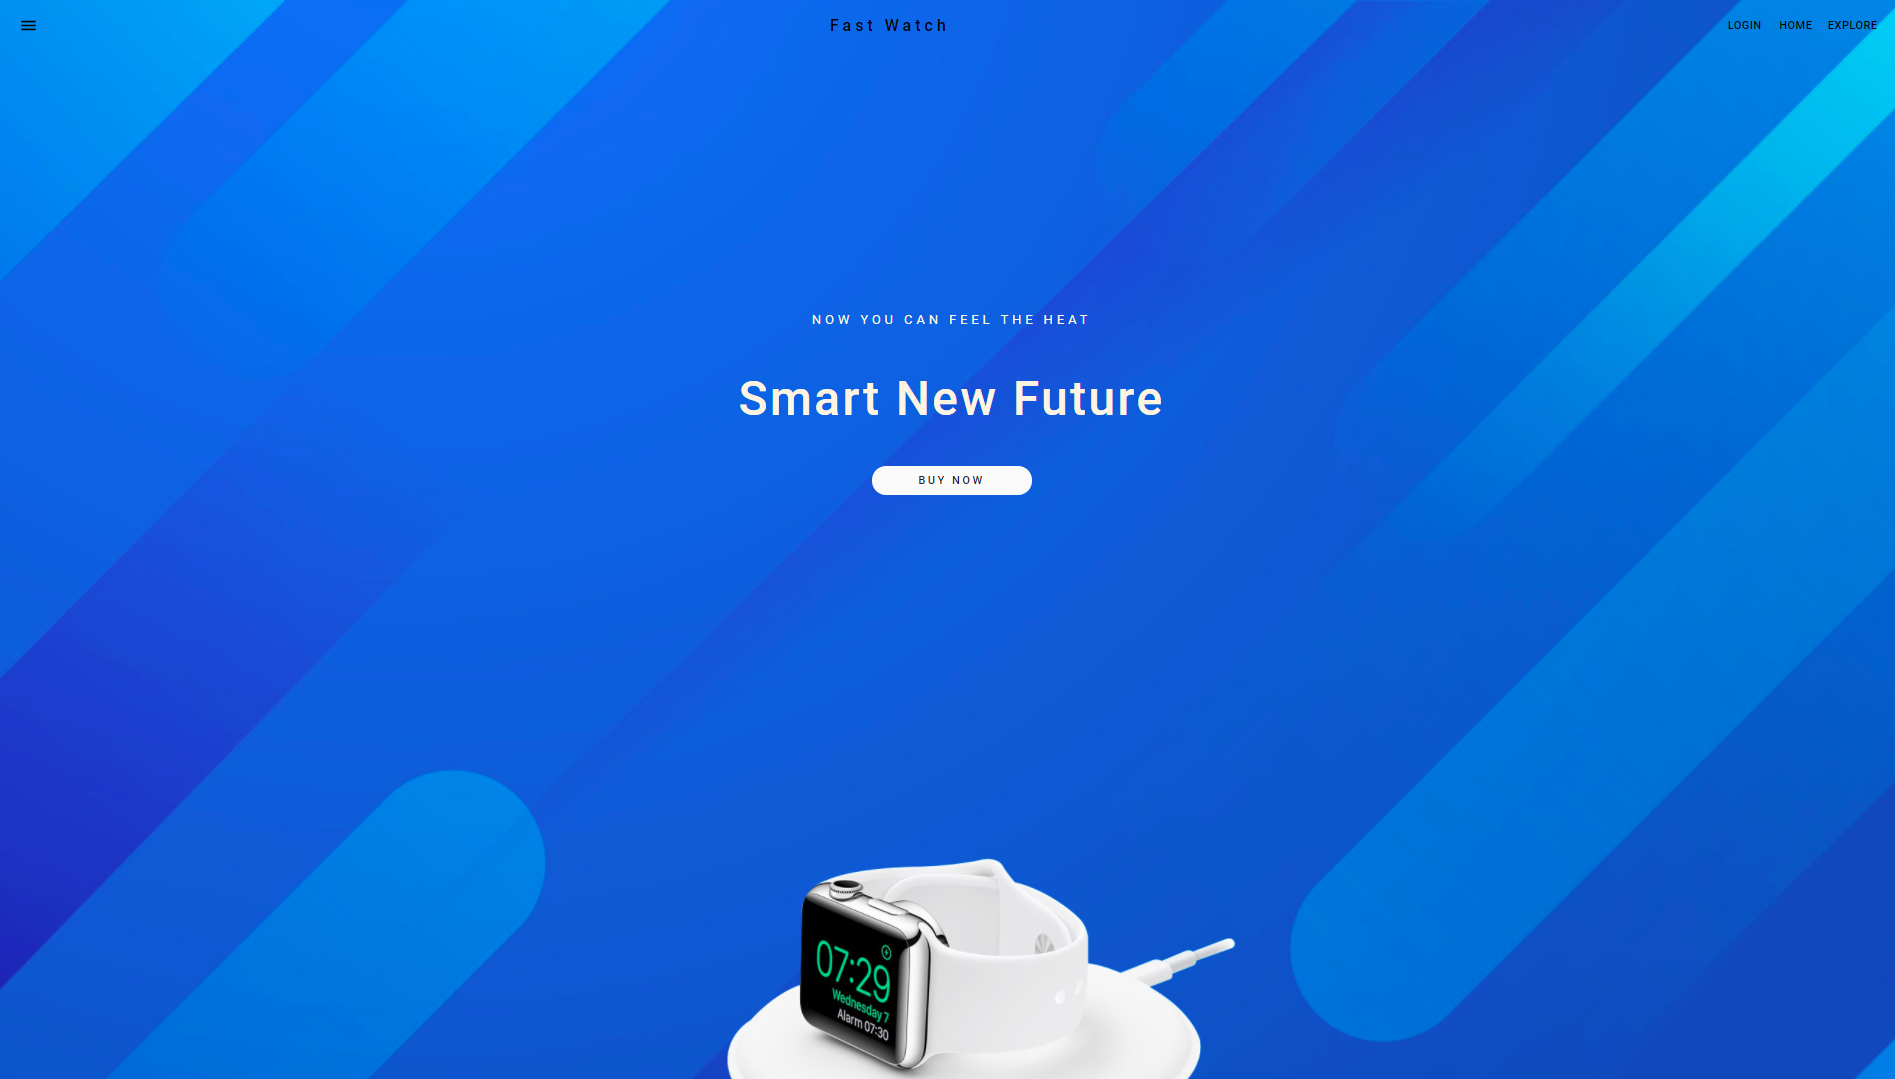 Fast Watch
LOGIN HOME EXPLORE
NOW YOU CAN FEEL THE HEAT
Smart New Future
BUY NOW
07:29
Wednesday 7
Alarm 07:30